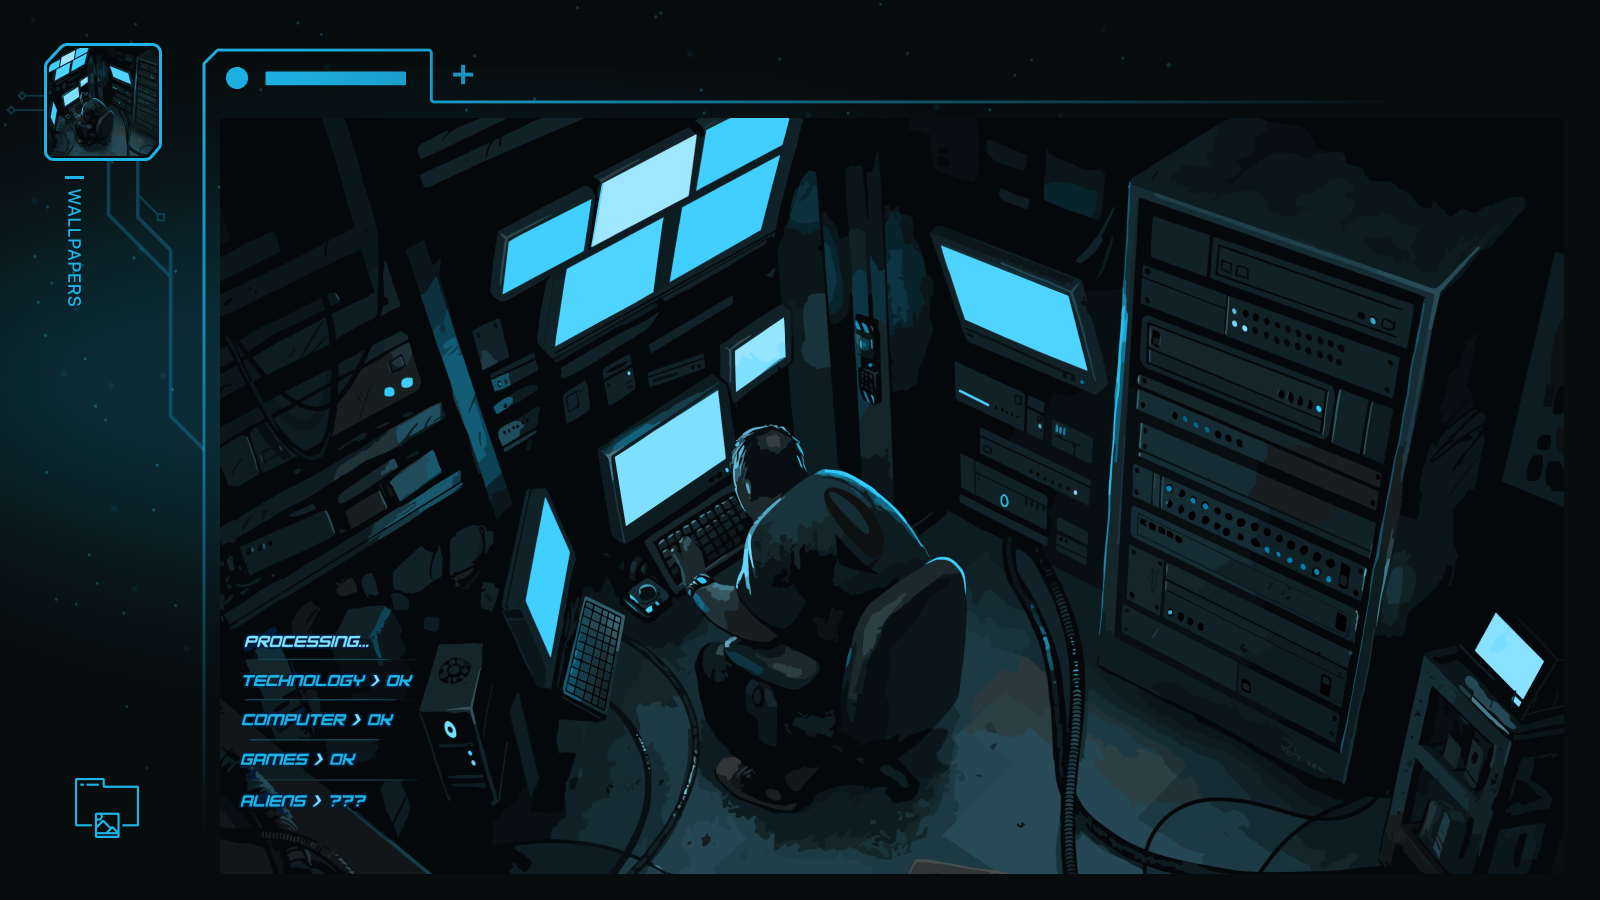 WALLPAPERS
PROCESSING...
TECHNOLOGY > OK
COMPUTER > OK
GAMES > OK
ALIENS > ???